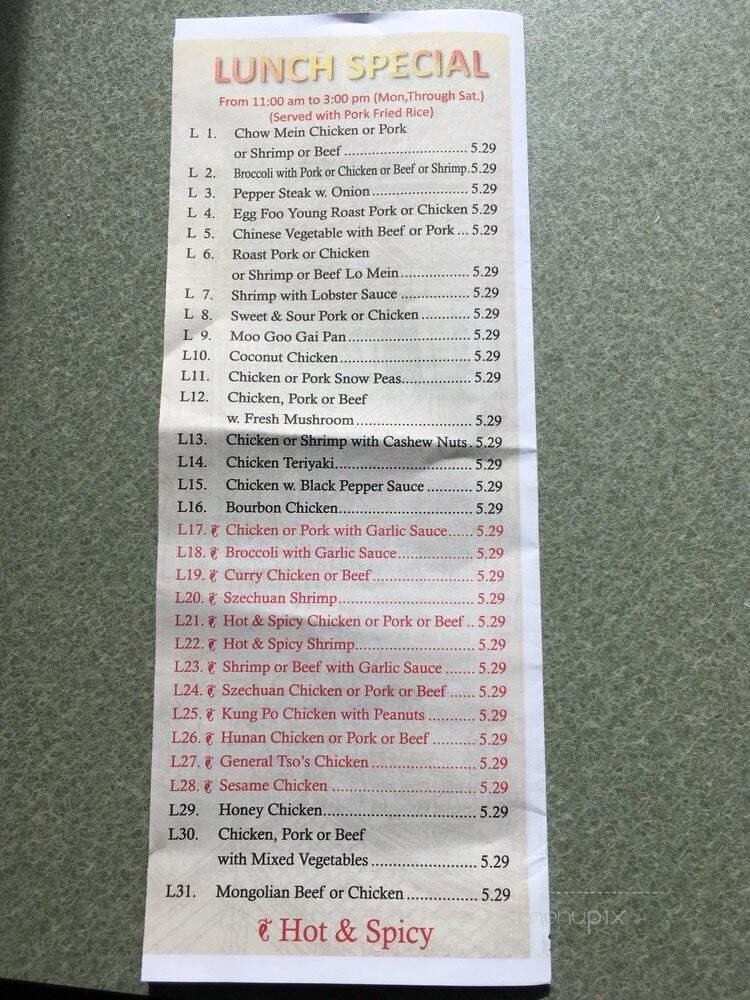 LUNCH SPECIAL
From 11:00 am to 3:00 pm (Mon,Through Sat.)
(Served with Pork Fried Rice)
L 1. Chow Mein Chicken or Pork
or Shrimp or Beef ............................ 5.29
L 2. Broccoli with Pork or Chicken or Beef or Shrimp.5.29
L 3. Pepper Steak w. Onion...................... 5.29
L 4. Egg Foo Young Roast Pork or Chicken 5.29
L 5. Chinese Vegetable with Beef or Pork ... 5.29
L 6. Roast Pork or Chicken
or Shrimp or Beef Lo Mein................ 5.29
L 7. Shrimp with Lobster Sauce ................ 5.29
L 8. Sweet & Sour Pork or Chicken............ 5.29
L 9. Moo Goo Gai Pan............................ 5.29
L10. Coconut Chicken.............................. 5.29
L11. Chicken or Pork Snow Peas................ 5.29
L12. Chicken, Pork or Beef
w. Fresh Mushroom.......................... 5.29
L13. Chicken or Shrimp with Cashew Nuts. 5.29
L14. Chicken Teriyaki............................... 5.29
L15. Chicken w. Black Pepper Sauce .......... 5.29
L16. Bourbon Chicken.............................. 5.29
L17. Chicken or Pork with Garlic Sauce...... 5.29
L18. Broccoli with Garlic Sauce................. 5.29
L19. Curry Chicken or Beef....................... 5.29
L20. Szechuan Shrimp.............................. 5.29
L21. Hot & Spicy Chicken or Pork or Beef.. 5.29
L22. Hot & Spicy Shrimp.......................... 5.29
L23. Shrimp or Beef with Garlic Sauce ....... 5.29
L24. Szechuan Chicken or Pork or Beef ...... 5.29
L25. Kung Po Chicken with Peanuts .......... 5.29
L26. Hunan Chicken or Pork or Beef .......... 5.29
L27. General Tso's Chicken ....................... 5.29
L28. Sesame Chicken ............................... 5.29
L29. Honey Chicken................................. 5.29
L30. Chicken, Pork or Beef
with Mixed Vegetables ....................... 5.29
L31. Mongolian Beef or Chicken................ 5.29
Hot & Spicy
menupix